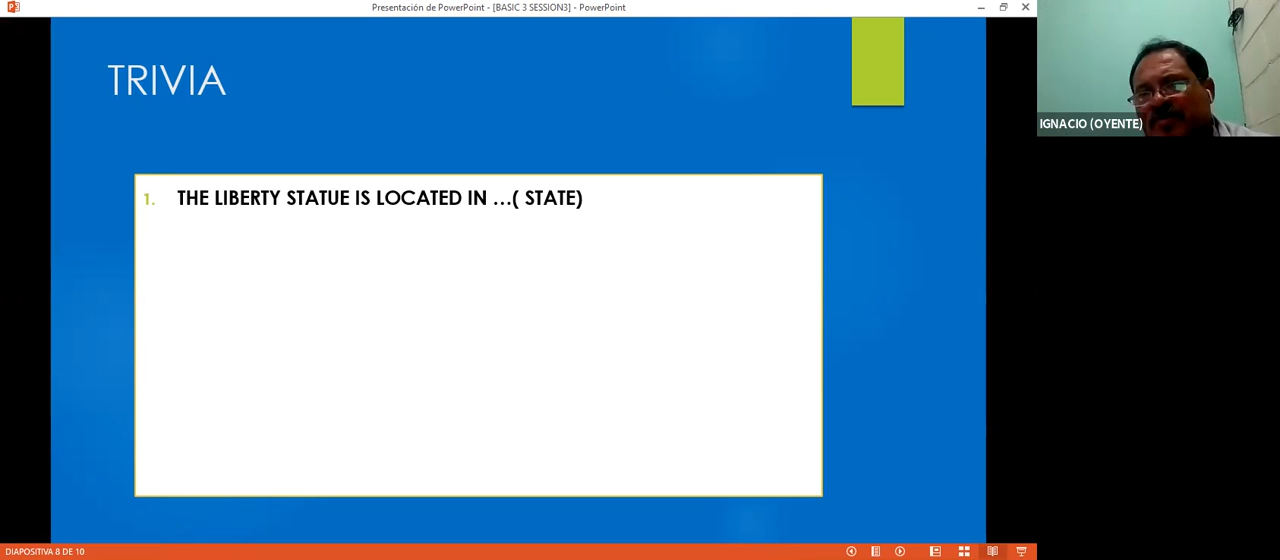 Presentación de PowerPoint - [BASIC 3 SESSION3] - PowerPoint
IGNACIO (OYENTE)
TRIVIA
1. THE LIBERTY STATUE IS LOCATED IN ...( STATE)
DIAPOSITIVA 8 DE 10